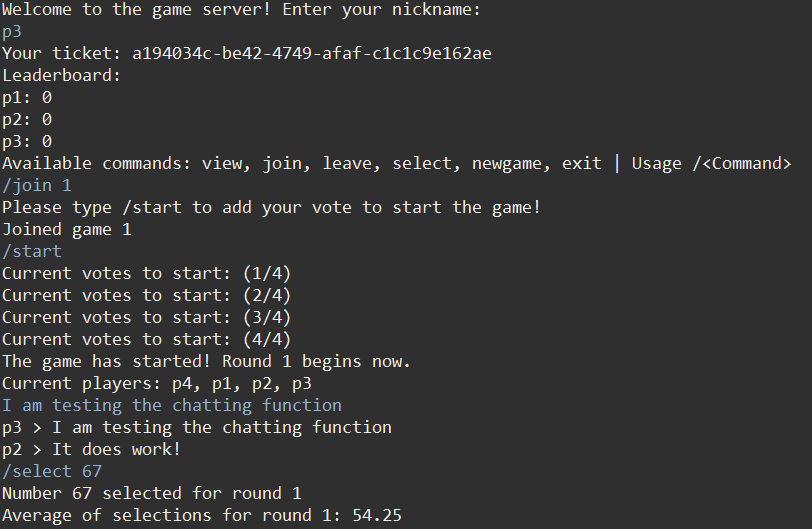 Welcome to the game server! Enter your nickname:
p3
Your ticket: a194034c-be42-4749-afaf-c1c1c9e162ae
Leaderboard:
p1: 0
p2: 0
p3: 0
Available commands: view, join, leave, select, newgame, exit | Usage /<Command>
/join 1
Please type /start to add your vote to start the game!
Joined game 1
/start
Current votes to start: (1/4)
Current votes to start: (2/4)
Current votes to start: (3/4)
Current votes to start: (4/4)
The game has started! Round 1 begins now.
Current players: p4, p1, p2, p3
I am testing the chatting function
p3 > I am testing the chatting function
p2 > It does work!
/select 67
Number 67 selected for round 1
Average of selections for round 1: 54.25